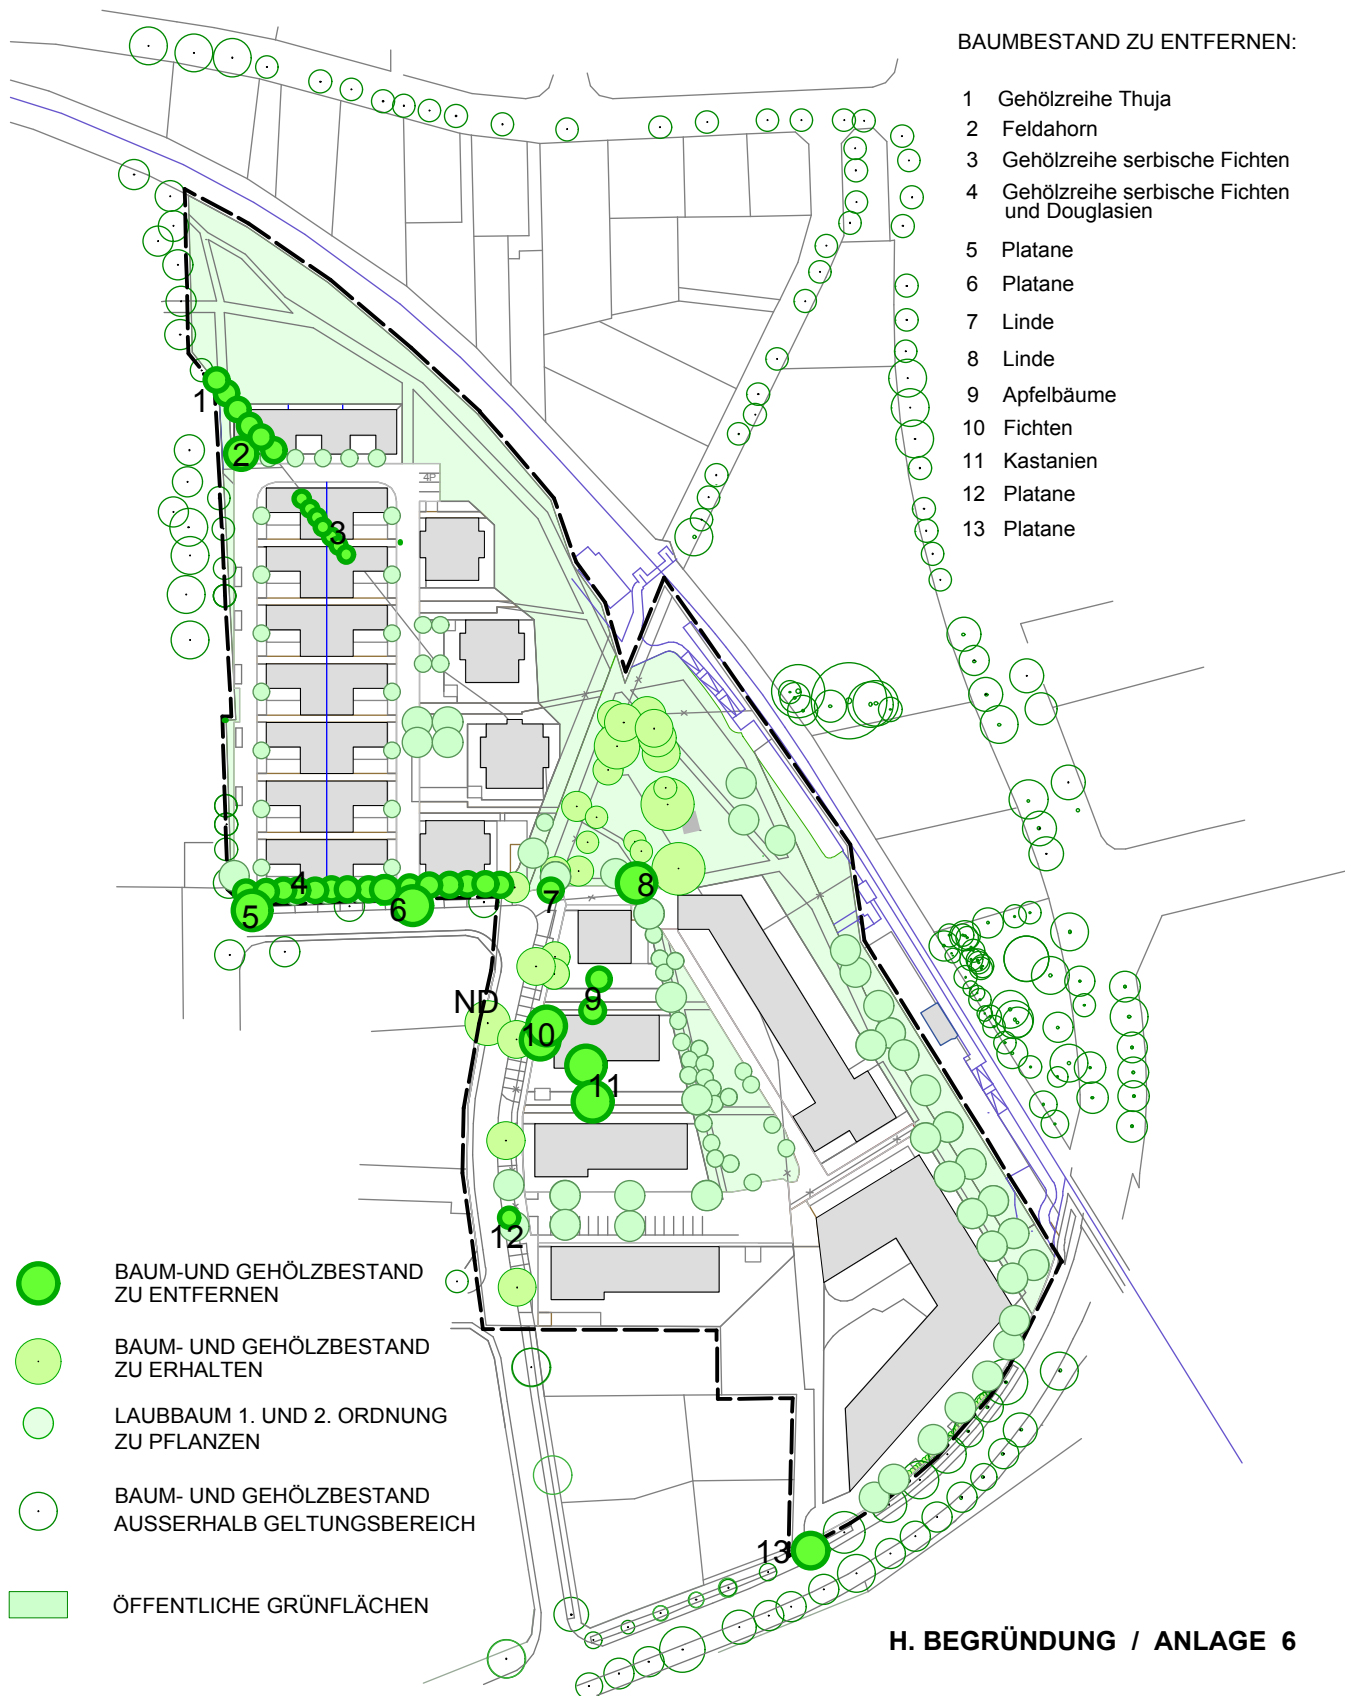 BAUMBESTAND ZU ENTFERNEN:
1 Gehölzreihe Thuja
2 Feldahorn
3 Gehölzreihe serbische Fichten
4 Gehölzreihe serbische Fichten
und Douglasien
5 Platane
6 Platane
7 Linde
8 Linde
9 Apfelbäume
10 Fichten
11 Kastanien
12 Platane
13 Platane
1
2
4P
3
4
5
6
7
8
ND
9
10
11
12
13
BAUM-UND GEHÖLZBESTAND
ZU ENTFERNEN
BAUM- UND GEHÖLZBESTAND
ZU ERHALTEN
LAUBBAUM 1. UND 2. ORDNUNG
ZU PFLANZEN
BAUM- UND GEHÖLZBESTAND
AUSSERHALB GELTUNGSBEREICH
ÖFFENTLICHE GRÜNFLÄCHEN
H. BEGRÜNDUNG / ANLAGE 6